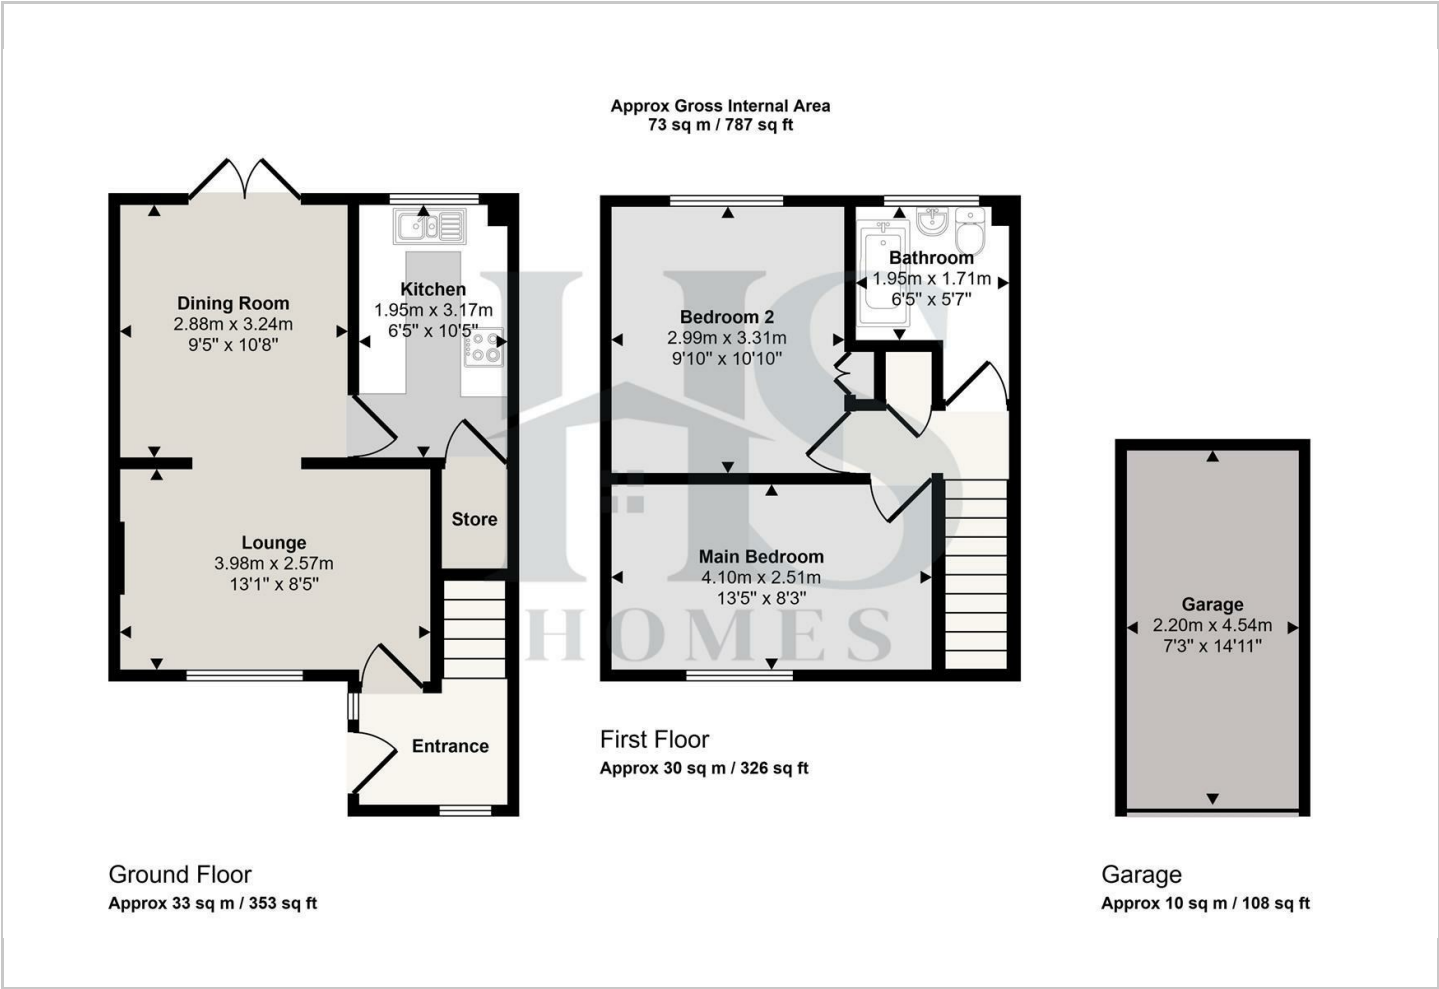 Approx Gross Internal Area
73 sq m / 787 sq ft
Dining Room
2.88m x 3.24m
9'5" x 10'8"
Kitchen
1.95m x 3.17m
6'5" x 10'5"
Lounge
3.98m x 2.57m
13'1" x 8'5"
Store
Entrance
Ground Floor
Approx 33 sq m / 353 sq ft
Bedroom 2
2.99m x 3.31m
9'10" x 10'10"
Bathroom
1.95m x 1.71m
6'5" x 5'7"
Main Bedroom
4.10m x 2.51m
13'5" x 8'3"
First Floor
Approx 30 sq m / 326 sq ft
Garage
2.20m x 4.54m
7'3" x 14'11"
Garage
Approx 10 sq m / 108 sq ft
HS
HOMES